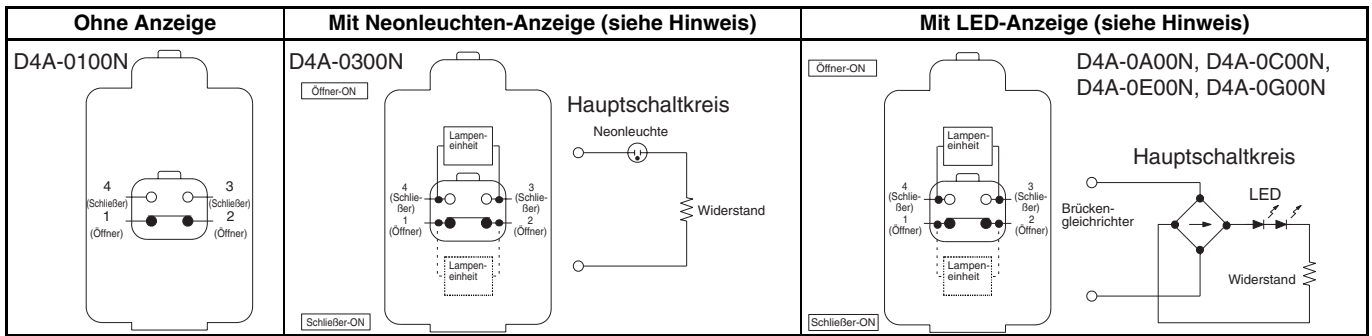 Ohne Anzeige
Mit Neonleuchten-Anzeige (siehe Hinweis)
Mit LED-Anzeige (siehe Hinweis)
D4A-0100N
4
(Schließer)
3
(Schließer)
1
(Öffner)
2
(Öffner)
D4A-0300N
Öffner-ON
Lampen-
einheit
4
(Schlie-
ßer)
3
(Schlie-
ßer)
1
(Öffner)
2
(Öffner)
Lampen-
einheit
Schließer-ON
Hauptschaltkreis
Neonleuchte
Widerstand
Öffner-ON
D4A-0A00N, D4A-0C00N,
D4A-0E00N, D4A-0G00N
Lampen-
einheit
4
(Schlie-
ßer)
3
(Schlie-
ßer)
1
(Öffner)
2
(Öffner)
Lampen-
einheit
Schließer-ON
Hauptschaltkreis
LED
Brücken-
gleichrichter
Widerstand